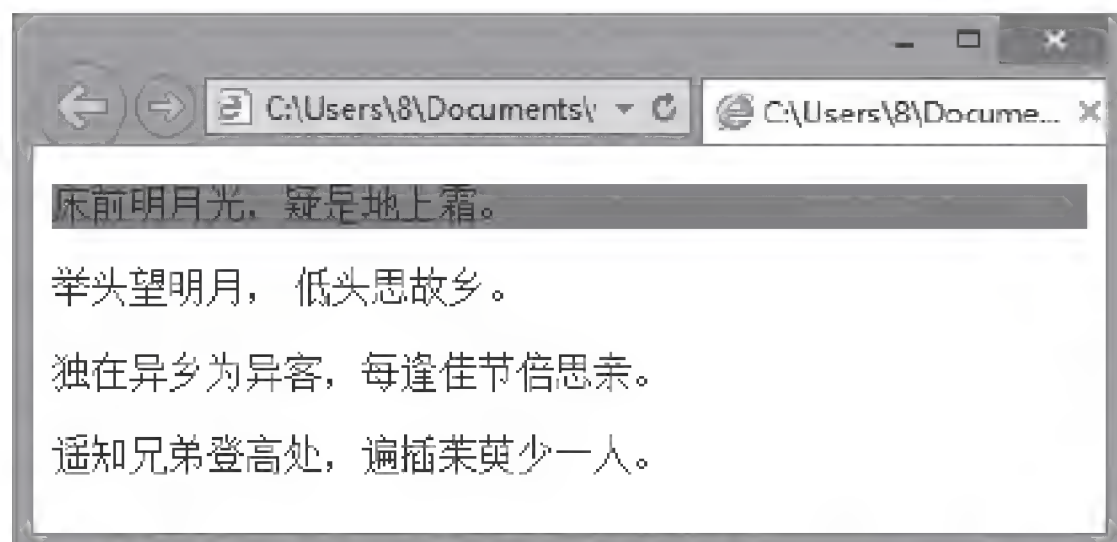 C:\Users\8\Documents\
C:\Users\8\Docume...
床前明月光，疑是地上霜。
举头望明月， 低头思故乡。
独在异乡为异客，每逢佳节倍思亲。
遥知兄弟登高处，遍插茱萸少一人。